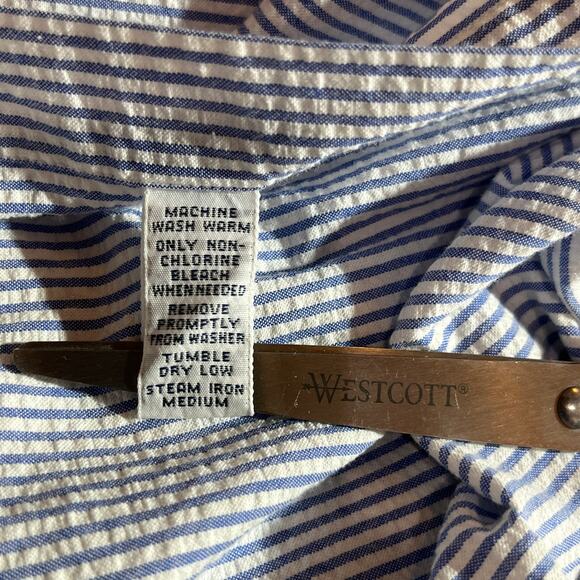 MACHINE
WASH WARM
ONLY NON-
CHLORINE
BLEACH
WHEN NEEDED
REMOVE
PROMPTLY
FROM WASHER
TUMBLE
DRY LOW
STEAM IRON
MEDIUM
WESTCOTT®